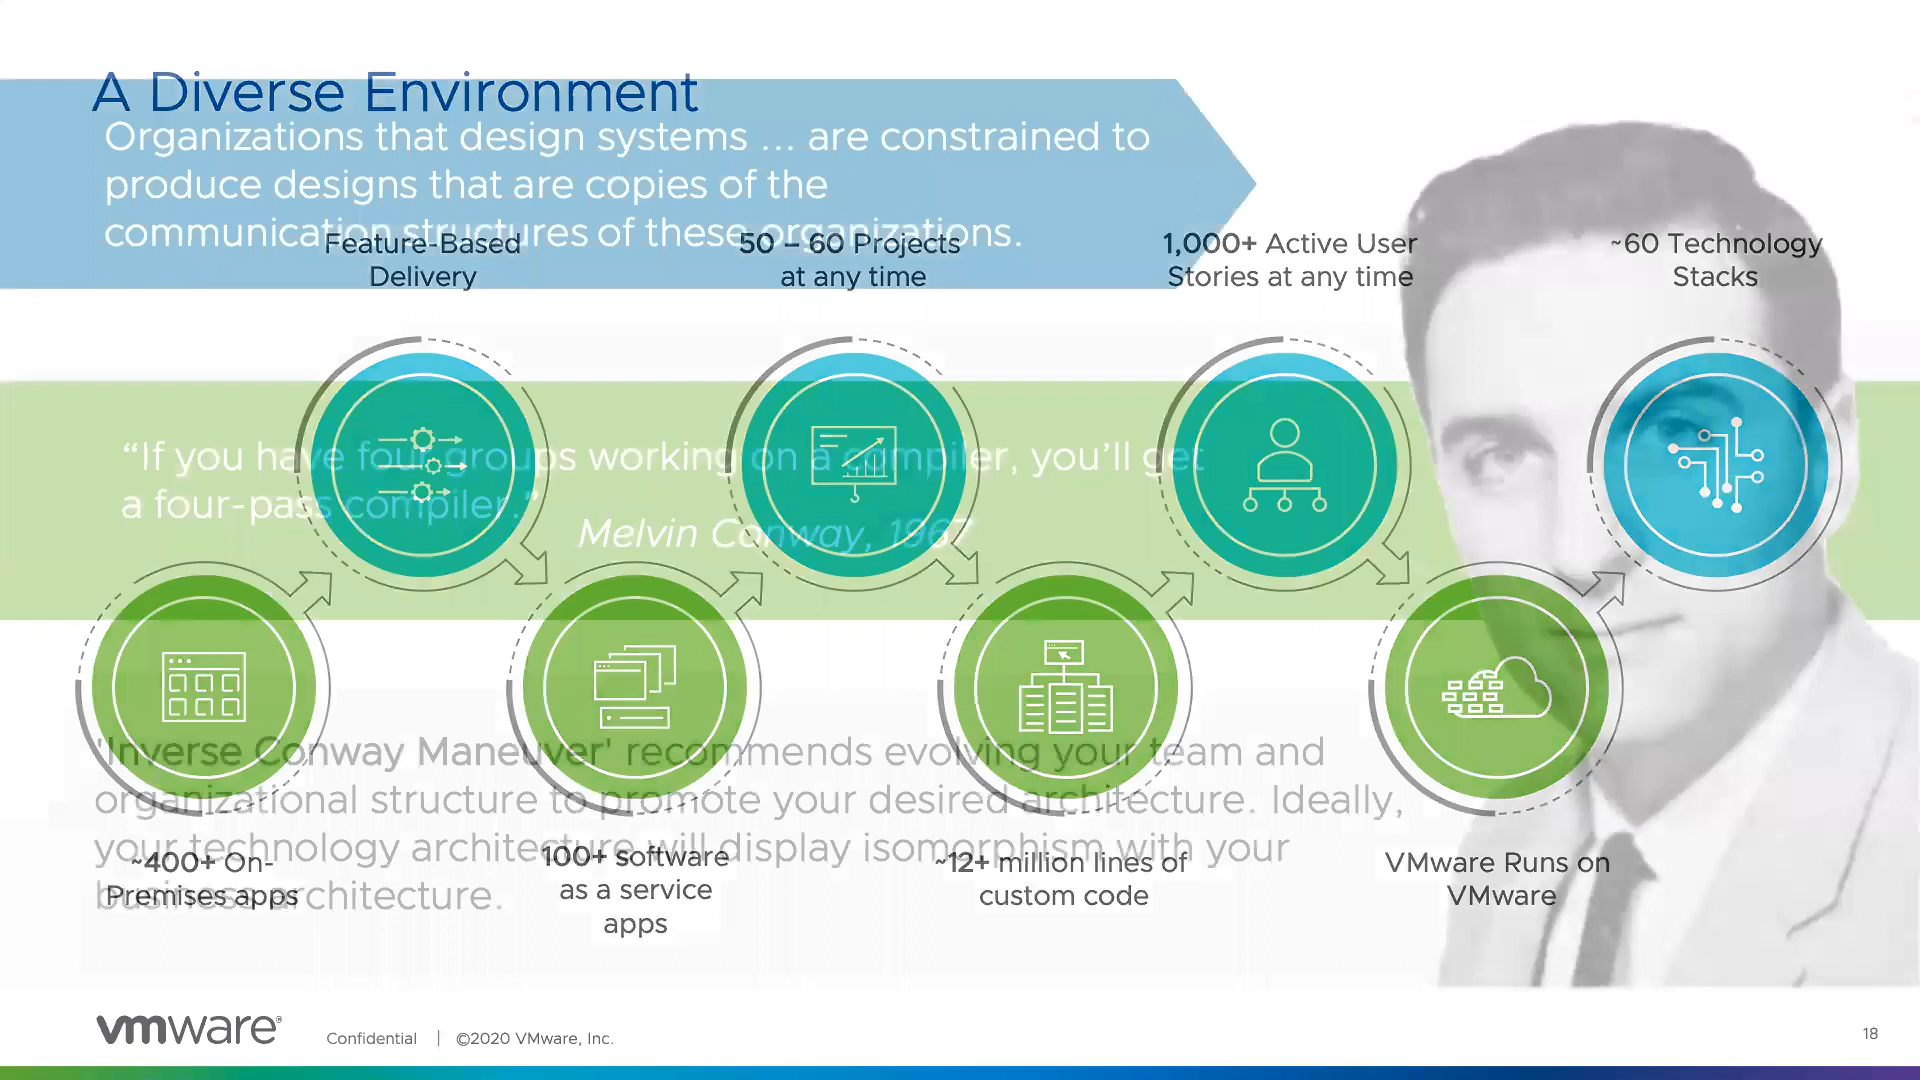 A Diverse Environment
Organizations that design systems ... are constrained to
produce designs that are copies of the
communication structures of these organizations.
Feature-Based
Delivery
50 – 60 Projects
at any time
1,000+ Active User
Stories at any time
~60 Technology
Stacks
“If you have four groups working on a compiler, you’ll get
a four-pass compiler.”
Melvin Conway, 1967
'Inverse Conway Maneuver' recommends evolving your team and
organizational structure to promote your desired architecture. Ideally,
your technology architecture will display isomorphism with your
business architecture.
~400+ On-
Premises apps
100+ software
as a service
apps
~12+ million lines of
custom code
VMware Runs on
VMware
vmware®
Confidential | ©2020 VMware, Inc.
18